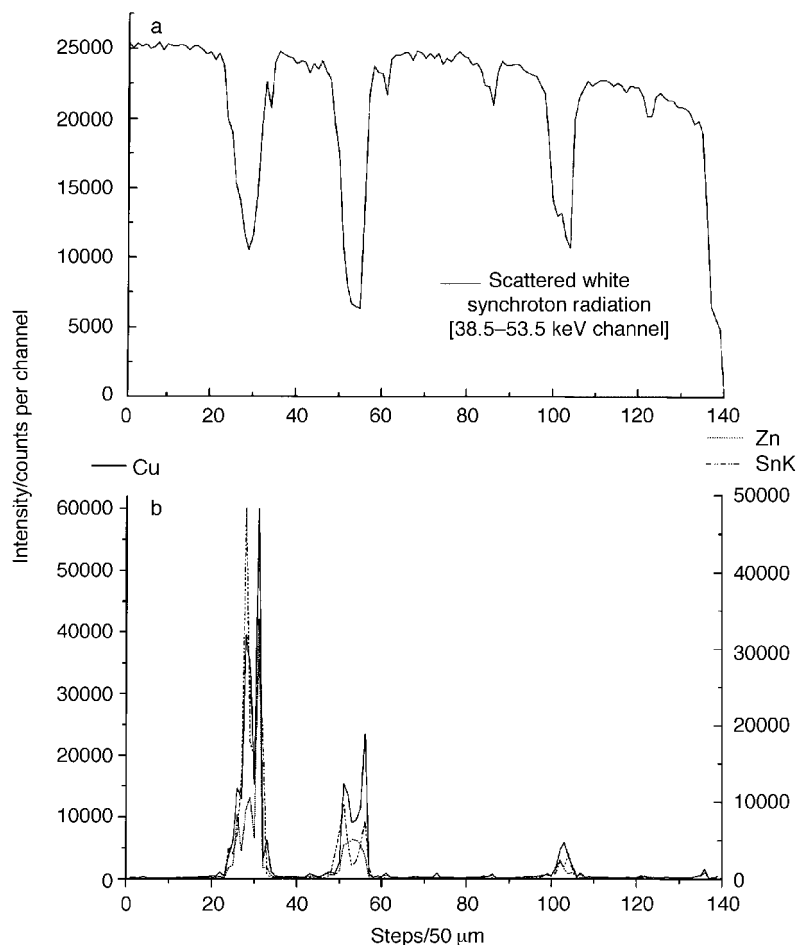 a
25000
20000
15000
10000
5000
0
Scattered white
synchroton radiation
[38.5–53.5 keV channel]
0 20 40 60 80 100 120 140
Intensity/counts per channel
Cu
Zn
SnK
b
60000
50000
40000
30000
20000
10000
0
50000
40000
30000
20000
10000
0
0 20 40 60 80 100 120 140
Steps/50 μm